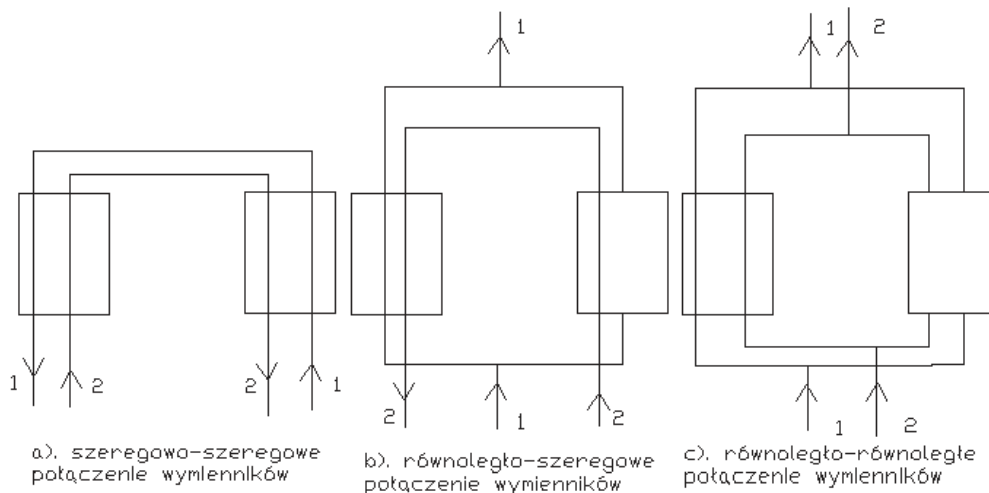 1
1
2
1
2
2
1
2
1
2
1
2
a). szeregowo-szeregowe
połączenie wymienników
b). równoległo-szeregowe
połączenie wymienników
c). równoległo-równoległe
połączenie wymienników